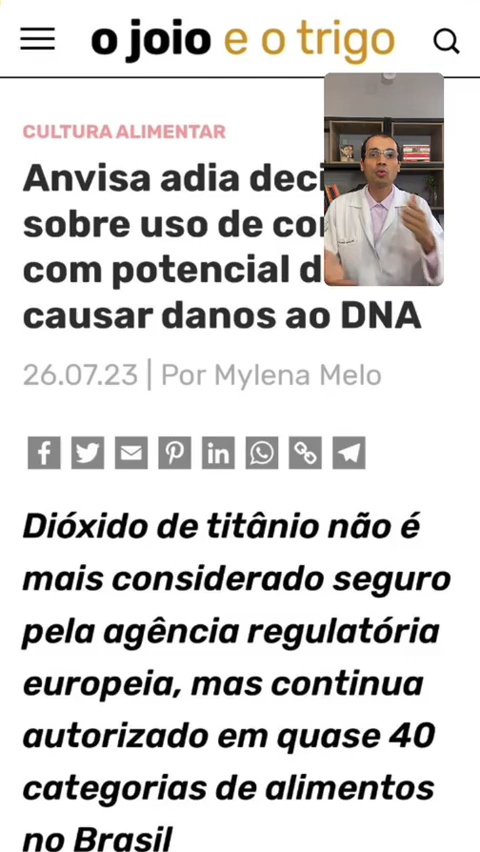 o joio e o trigo
CULTURA ALIMENTAR
Anvisa adia deci
sobre uso de co
com potencial d
causar danos ao DNA
26.07.23 | Por Mylena Melo
Dióxido de titânio não é
mais considerado seguro
pela agência regulatória
europeia, mas continua
autorizado em quase 40
categorias de alimentos
no Brasil